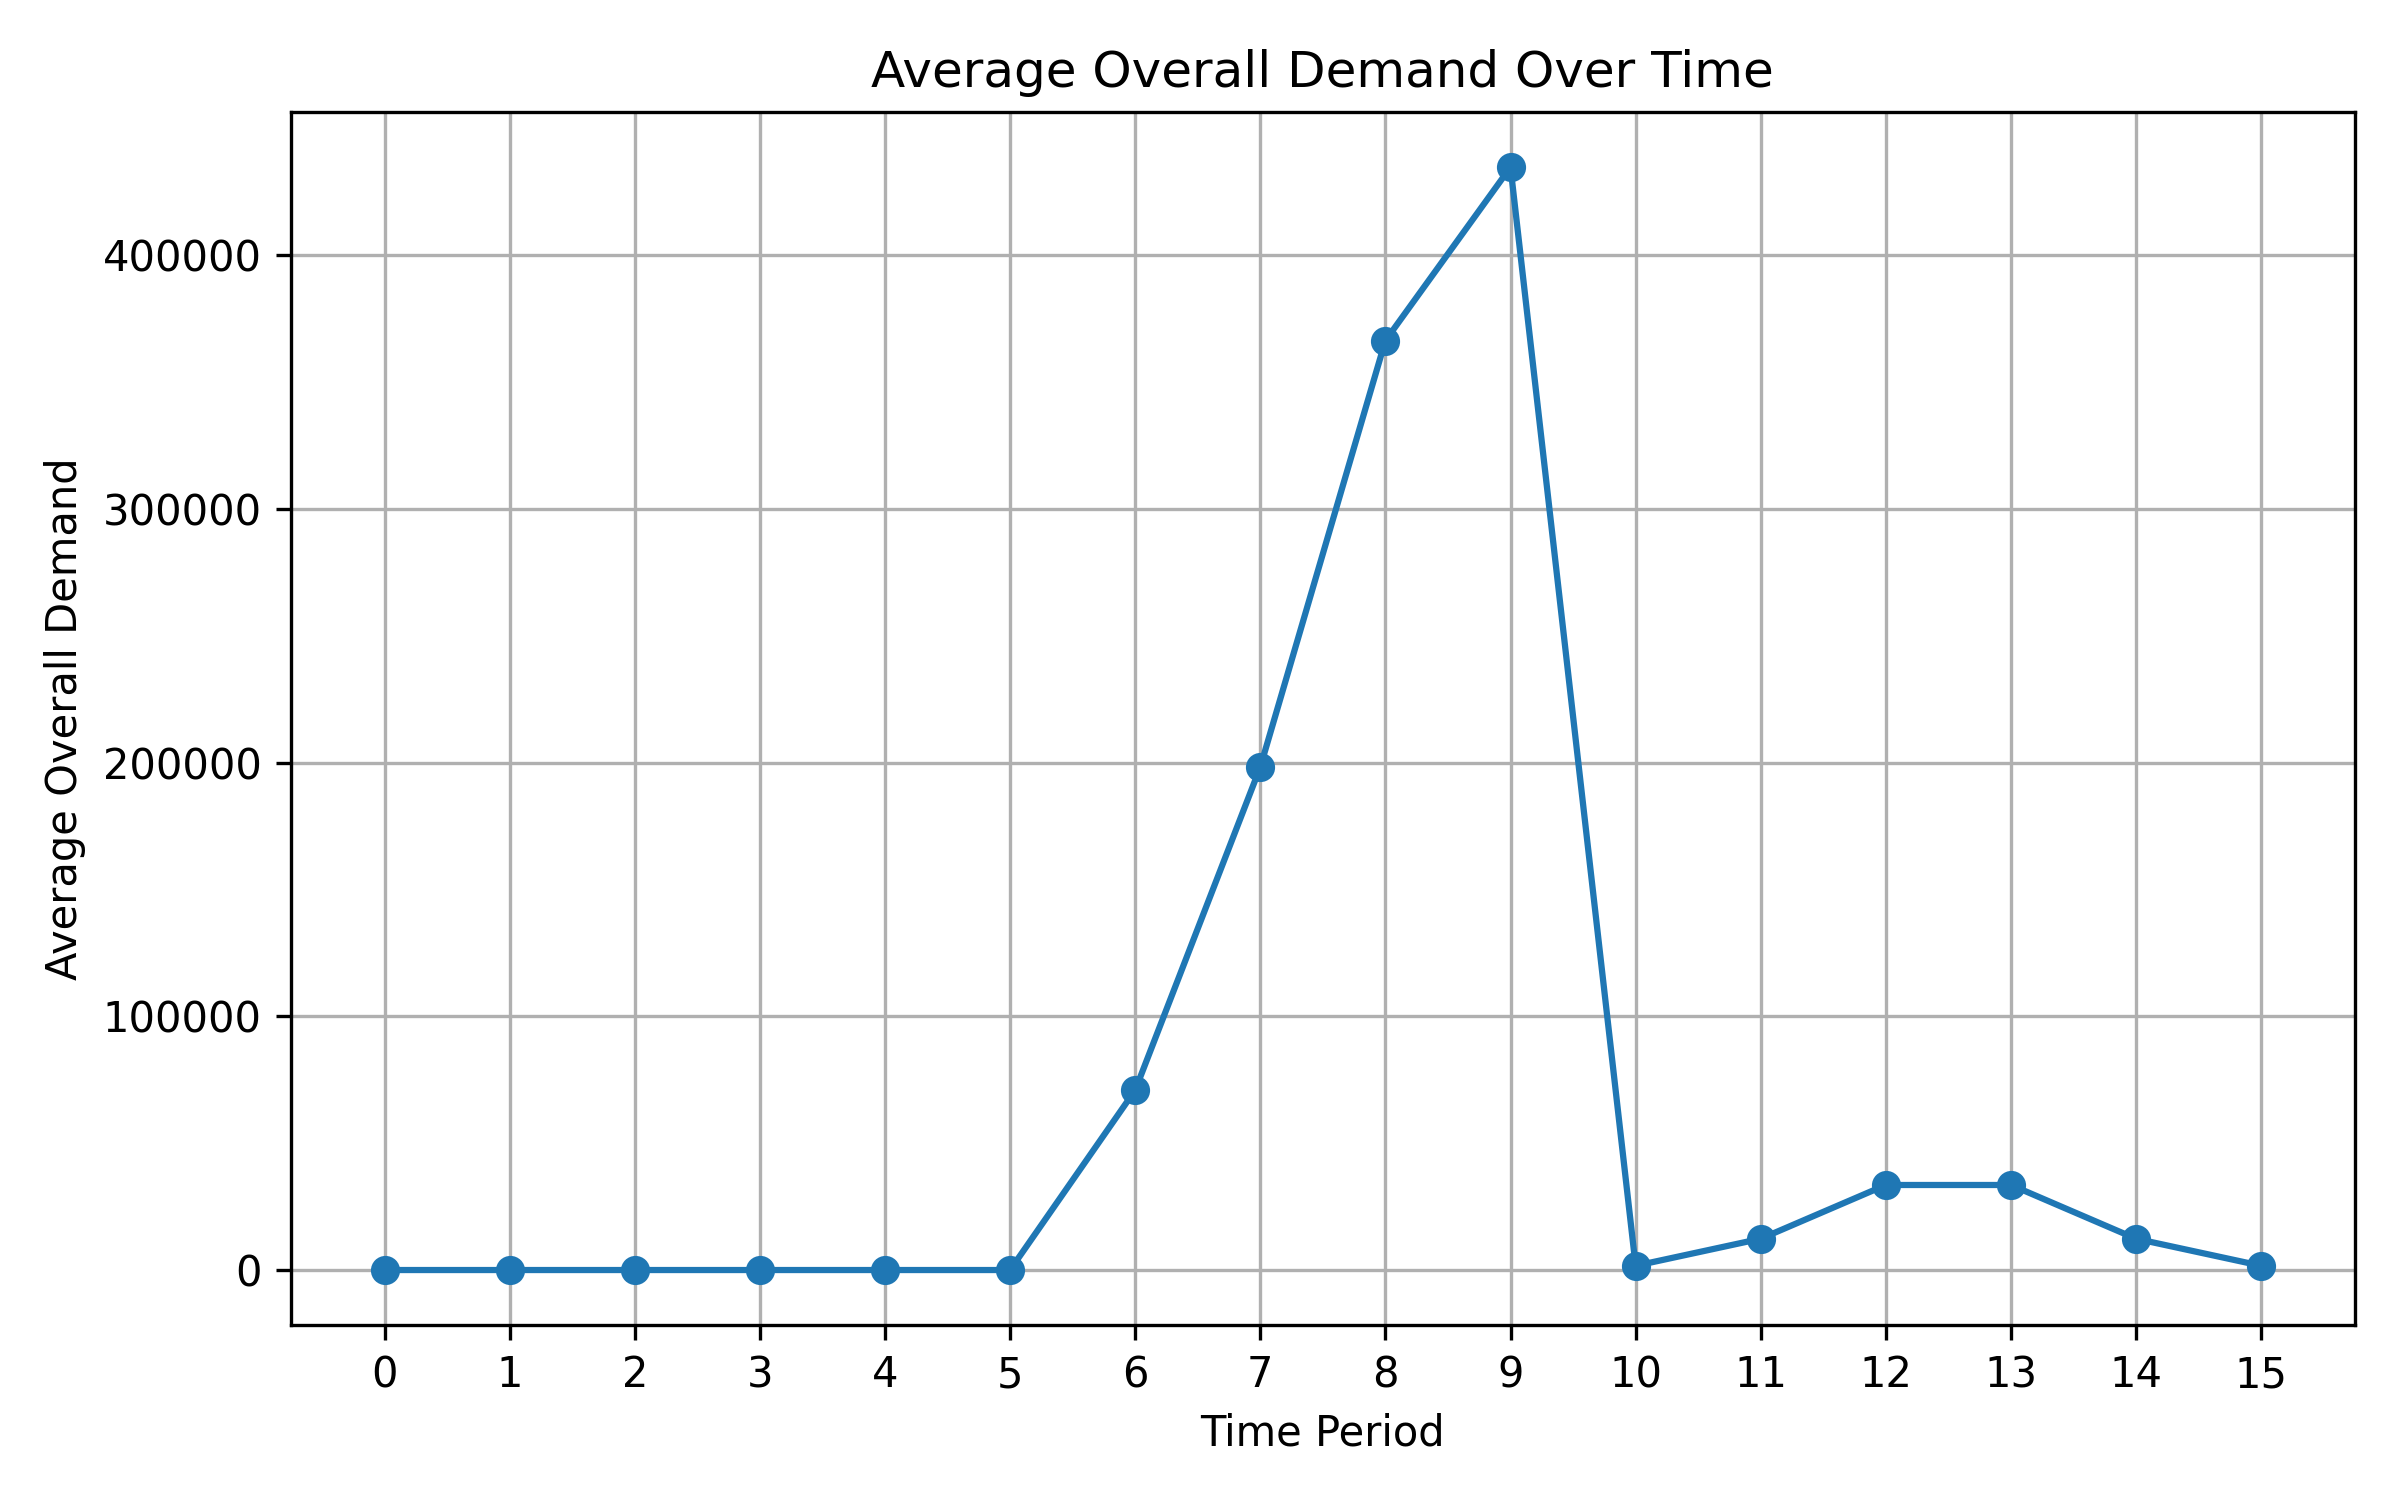 Average Overall Demand Over Time
Average Overall Demand
400000
300000
200000
100000
0
0 1 2 3 4 5 6 7 8 9 10 11 12 13 14 15
Time Period